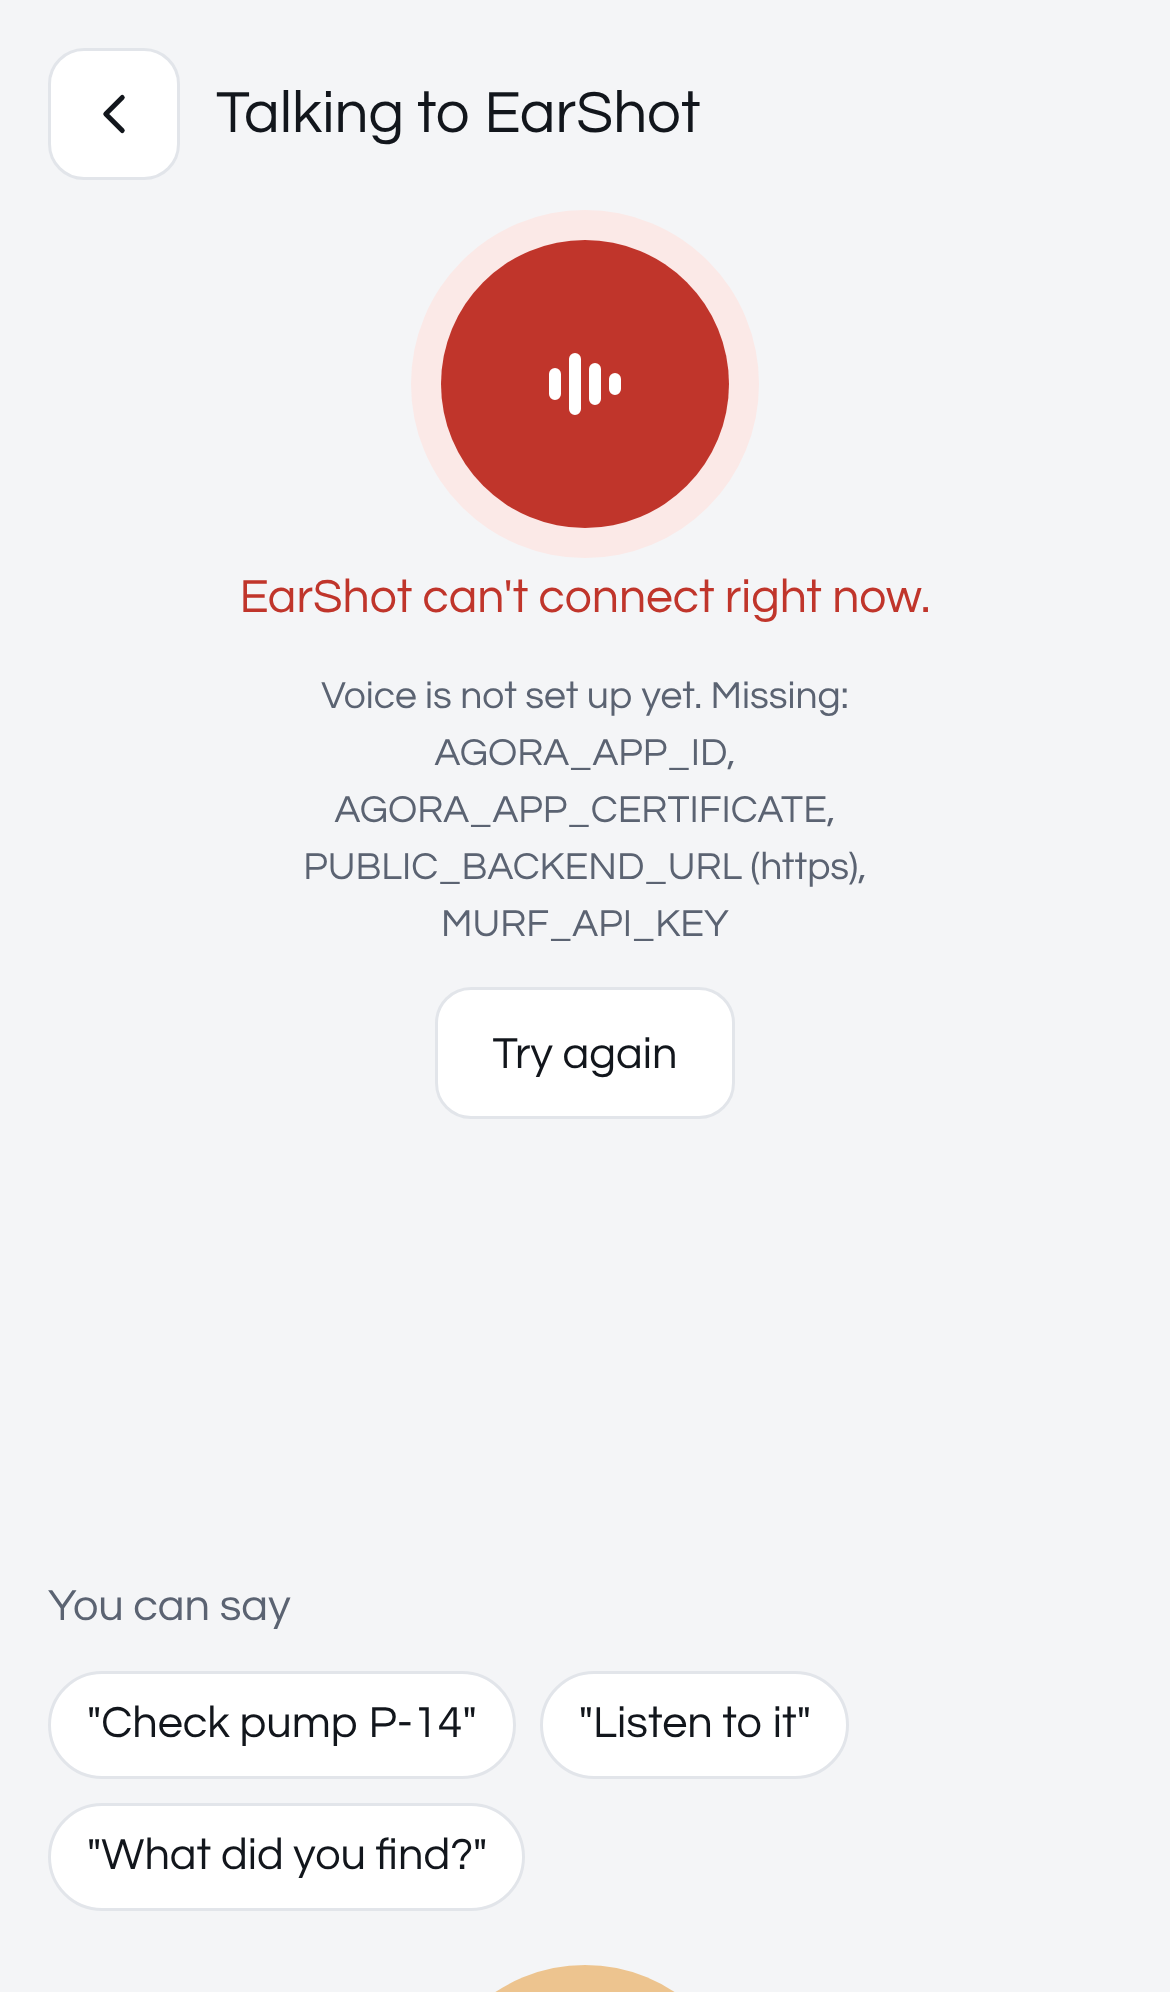 Talking to EarShot
EarShot can't connect right now.
Voice is not set up yet. Missing:
AGORA_APP_ID,
AGORA_APP_CERTIFICATE,
PUBLIC_BACKEND_URL (https),
MURF_API_KEY
Try again
You can say
"Check pump P-14"
"Listen to it"
"What did you find?"